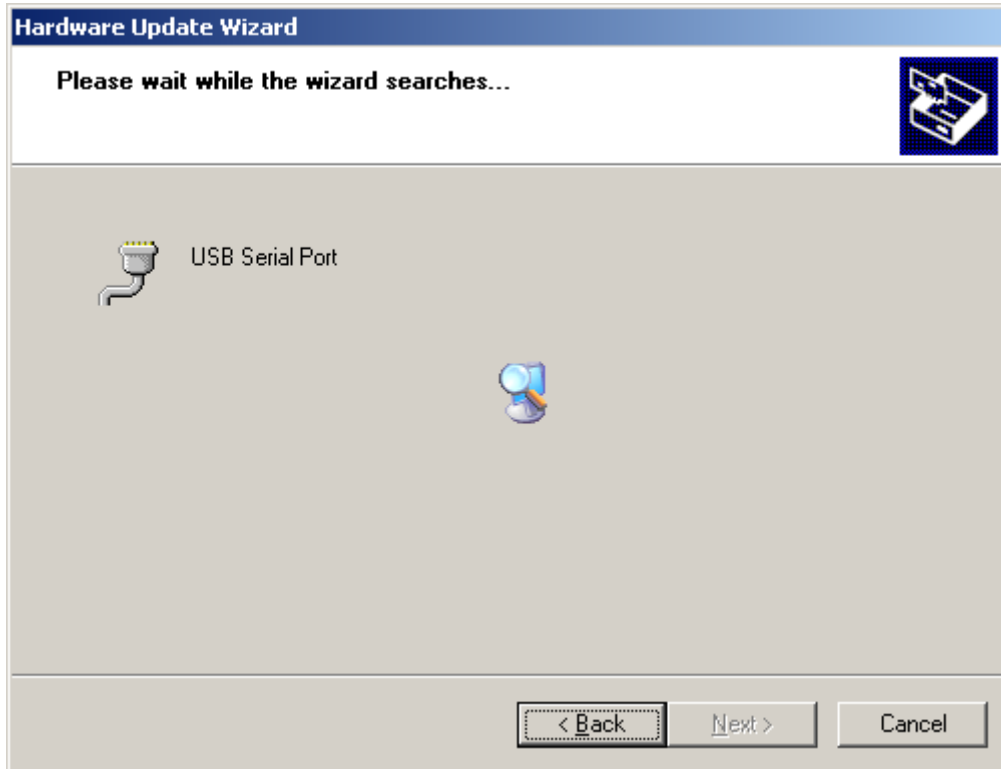 Hardware Update Wizard
Please wait while the wizard searches...
USB Serial Port
< Back
Next >
Cancel